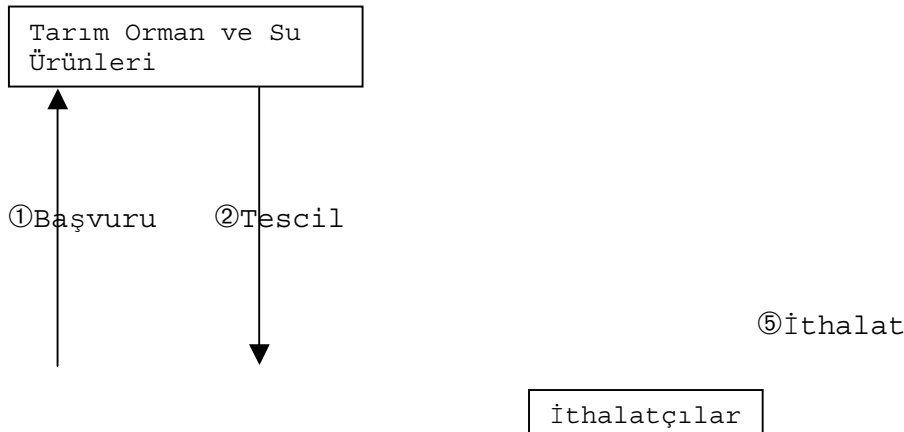 Tarım Orman ve Su
Ürünleri
①Başvuru ②Tescil
⑤İthalat
İthalatçılar